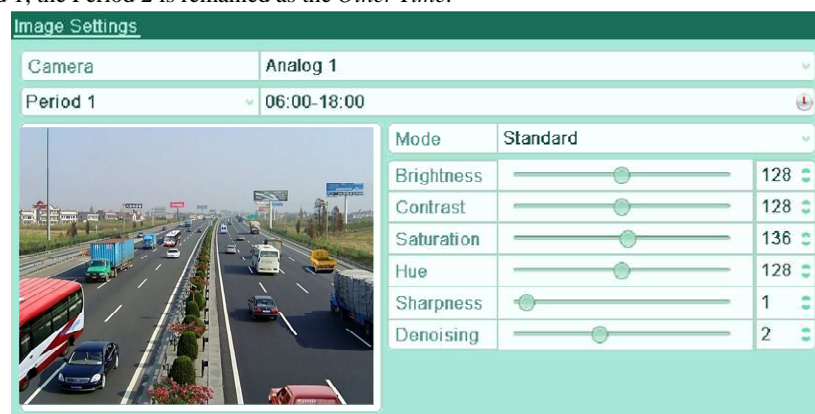 1, the Period 2 is remained as the Other Time.
Image Settings
Camera Analog 1
Period 1 06:00-18:00
Mode Standard
Brightness 128
Contrast 128
Saturation 136
Hue 128
Sharpness 1
Denoising 2